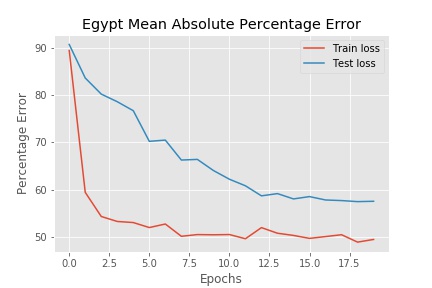 Egypt Mean Absolute Percentage Error
Train loss
Test loss
90
80
70
60
50
Percentage Error
0.0 2.5 5.0 7.5 10.0 12.5 15.0 17.5
Epochs